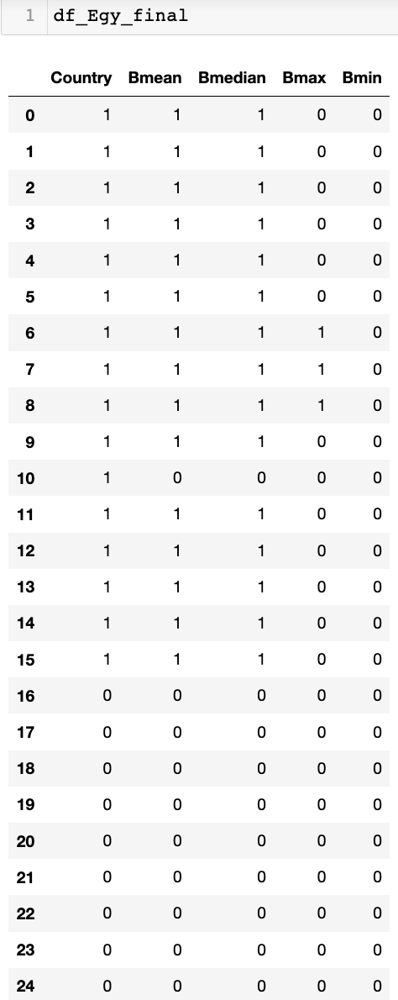 1 df_Egy_final
Country Bmean Bmedian Bmax Bmin
0 1 1 1 0 0
1 1 1 1 0 0
2 1 1 1 0 0
3 1 1 1 0 0
4 1 1 1 0 0
5 1 1 1 0 0
6 1 1 1 1 0
7 1 1 1 1 0
8 1 1 1 1 0
9 1 1 1 0 0
10 1 0 0 0 0
11 1 1 1 0 0
12 1 1 1 0 0
13 1 1 1 0 0
14 1 1 1 0 0
15 1 1 1 0 0
16 0 0 0 0 0
17 0 0 0 0 0
18 0 0 0 0 0
19 0 0 0 0 0
20 0 0 0 0 0
21 0 0 0 0 0
22 0 0 0 0 0
23 0 0 0 0 0
24 0 0 0 0 0